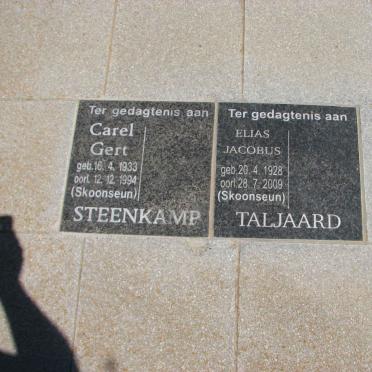 Ter gedagtenis aan
Carel
Gert
geb.16. 4. 1933
oorl. 12. 12. 1994
(Skoonseun)
STEENKAMP
Ter gedagtenis aan
ELIAS
JACOBUS
geb.20. 4. 1928
oorl.28. 7. 2009
(Skoonseun)
TALJAARD